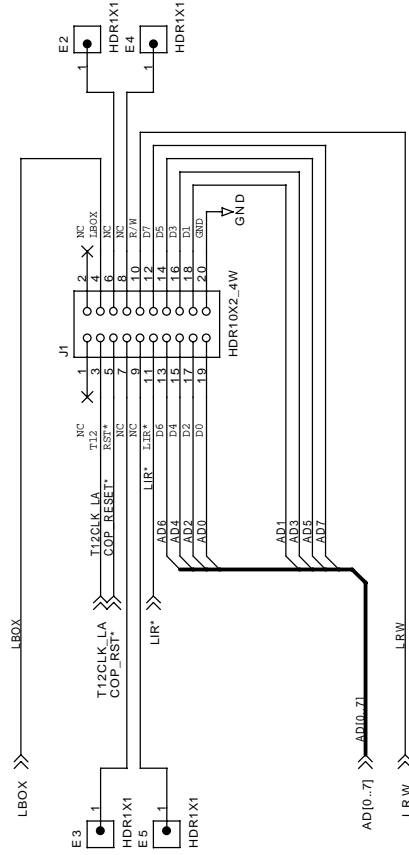 E2
1
HDR1X1
E4
1
HDR1X1
LBOX
LBOX
J1
HDR10X2_4W
1
3
5
7
9
11
13
15
17
19
2
4
6
8
10
12
14
16
18
20
NC
T12
RST*
NC
NC
LIR*
D6
D4
D2
D0
NC
LBOX
NC
NC
R/W
D7
D5
D3
D1
GND
GND
T12CLK_LA
COP_RESET*
T12CLK_LA
COP_RST*
LIR*
LIR*
AD6
AD4
AD2
AD0
AD1
AD3
AD5
AD7
E3
1
HDR1X1
E5
1
HDR1X1
AD[0..7]
AD[0..7]
LRW
LRW